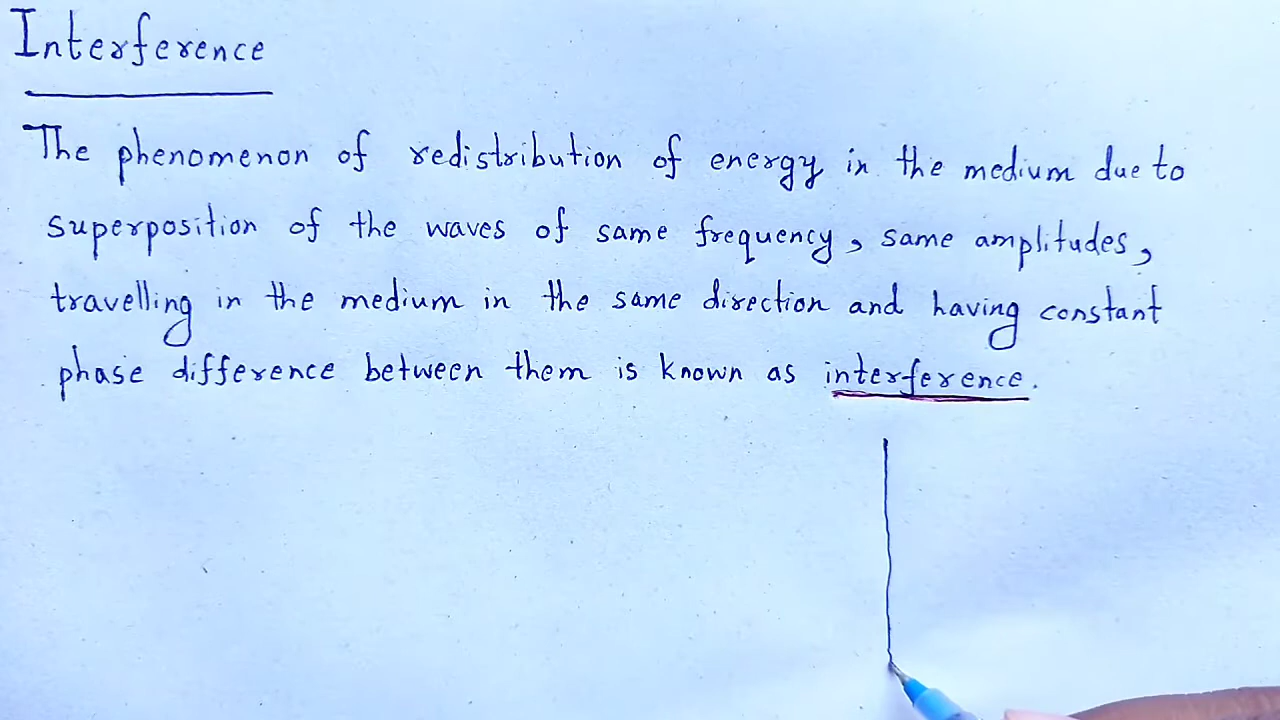 Interference
The phenomenon of redistribution of energy in the medium due to
superposition of the waves of same frequency, same amplitudes,
travelling in the medium in the same direction and having constant
phase difference between them is known as interference.